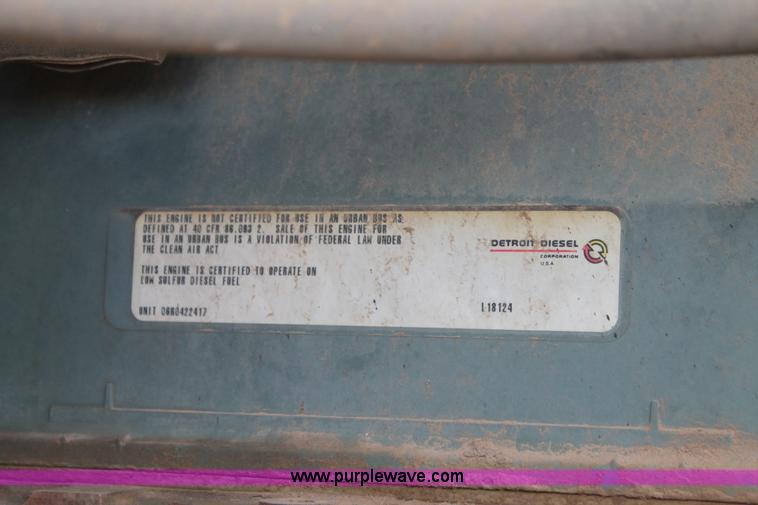 THIS ENGINE IS NOT CERTIFIED FOR USE IN AN URBAN BUS AS
DEFINED AT 40 CFR 86.093 2. SALE OF THIS ENGINE FOR
USE IN AN URBAN BUS IS A VIOLATION OF FEDERAL LAW UNDER
THE CLEAN AIR ACT
THIS ENGINE IS CERTIFIED TO OPERATE ON
LOW SULFUR DIESEL FUEL
UNIT 06R0422417
DETROIT DIESEL
CORPORATION
U.S.A.
L18124
www.purplewave.com